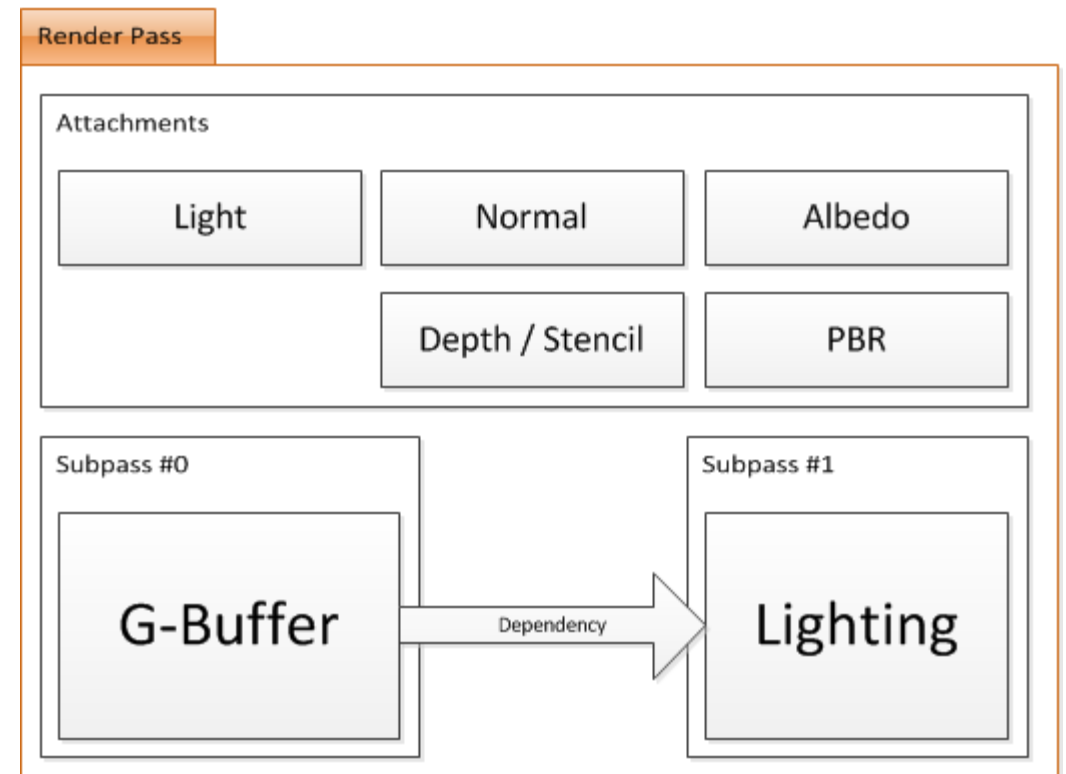 Render Pass
Attachments
Light
Normal
Albedo
Depth / Stencil
PBR
Subpass #0
Subpass #1
G-Buffer
Dependency
Lighting